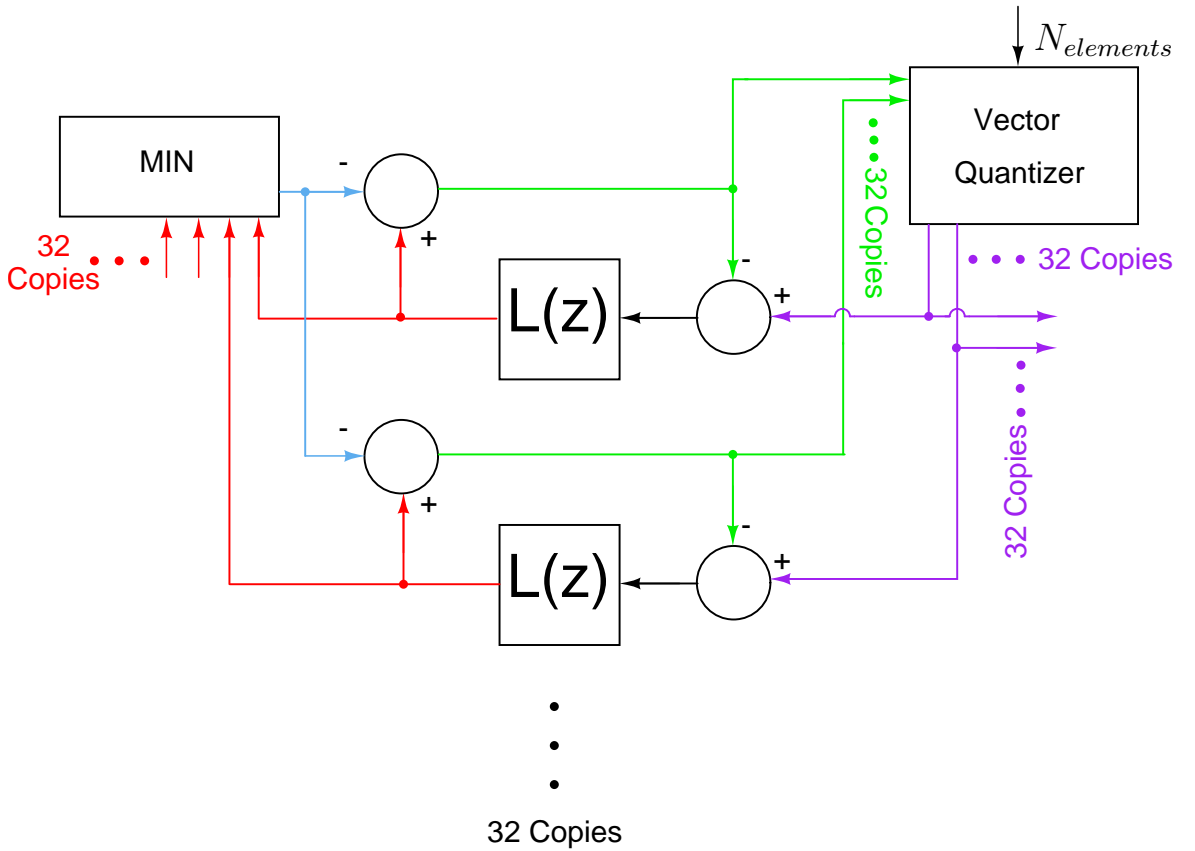 N_elements
Vector
Quantizer
MIN
-
+
32 Copies
32
Copies
32 Copies
L(z)
-
+
-
+
32 Copies
L(z)
-
+
32 Copies